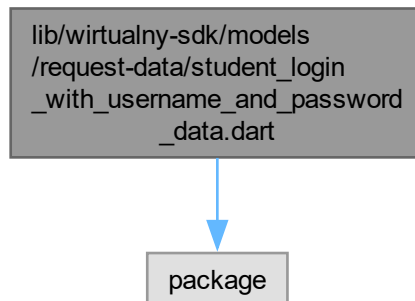 lib/wirtualny-sdk/models
/request-data/student_login
_with_username_and_password
_data.dart
package